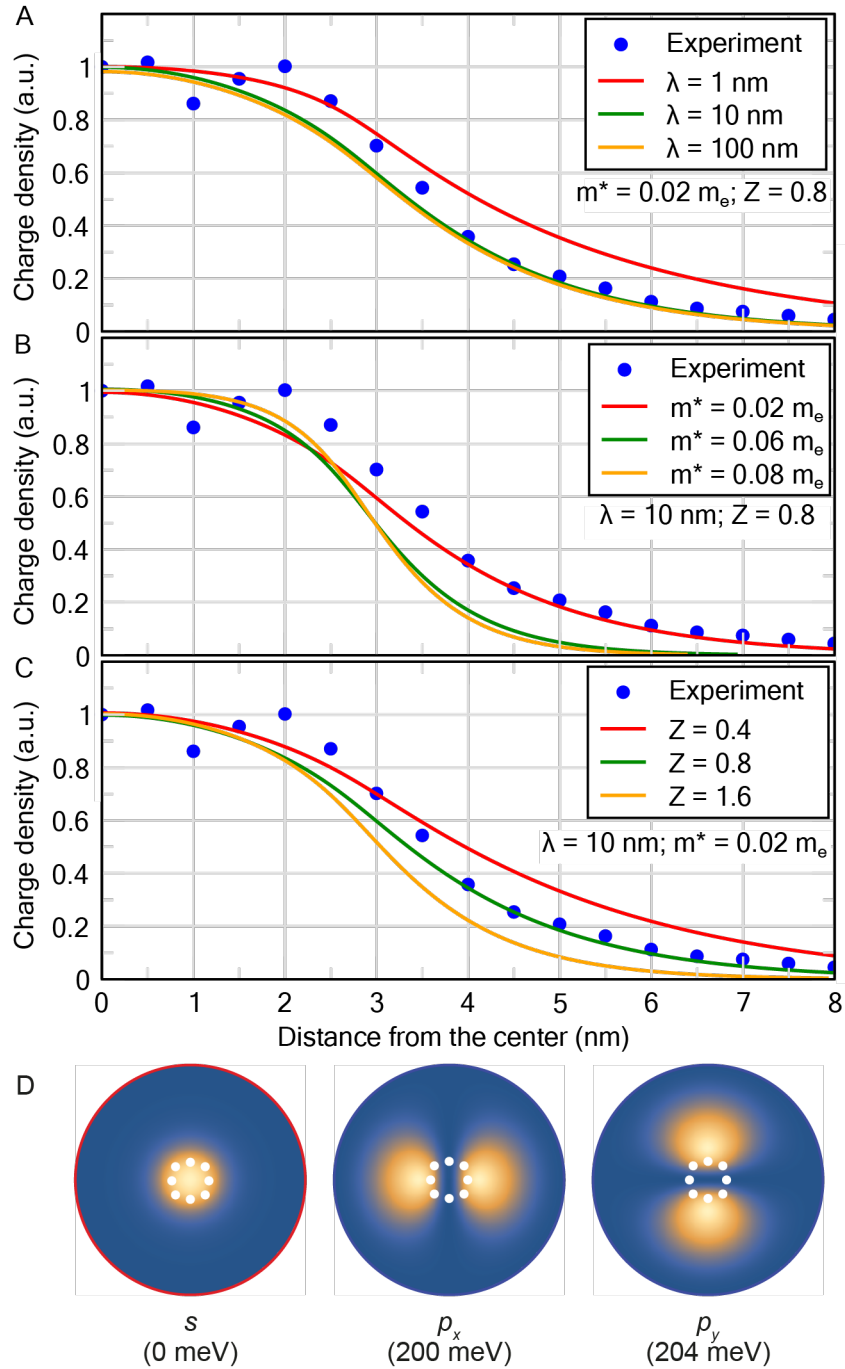 A
Charge density (a.u.)
1
0.8
0.6
0.4
0.2
0
Experiment
λ = 1 nm
λ = 10 nm
λ = 100 nm
m* = 0.02 mₑ; Z = 0.8
B
Charge density (a.u.)
1
0.8
0.6
0.4
0.2
0
Experiment
m* = 0.02 mₑ
m* = 0.06 mₑ
m* = 0.08 mₑ
λ = 10 nm; Z = 0.8
C
Charge density (a.u.)
1
0.8
0.6
0.4
0.2
0
Experiment
Z = 0.4
Z = 0.8
Z = 1.6
λ = 10 nm; m* = 0.02 mₑ
0 1 2 3 4 5 6 7 8
Distance from the center (nm)
D
s
(0 meV)
pₓ
(200 meV)
p_y
(204 meV)